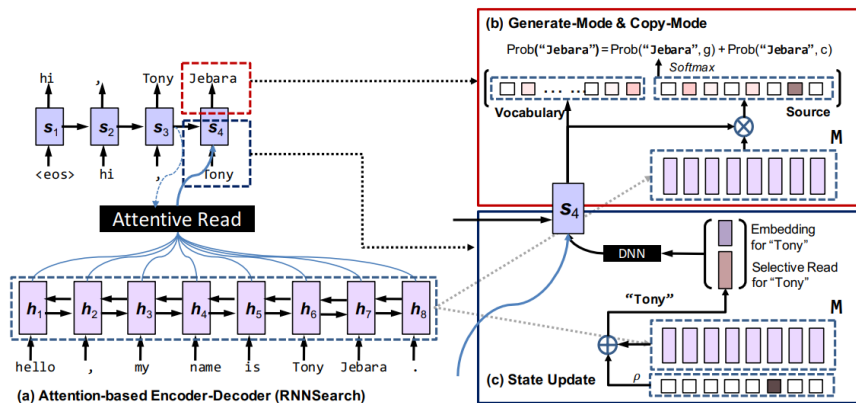 hi , Tony Jebara
s1 s2 s3 s4
<eos> hi , Tony
Attentive Read
h1 h2 h3 h4 h5 h6 h7 h8
hello , my name is Tony Jebara .
(a) Attention-based Encoder-Decoder (RNNSearch)
(b) Generate-Mode & Copy-Mode
Prob("Jebara") = Prob("Jebara", g) + Prob("Jebara", c)
Softmax
... ...
Vocabulary Source
M
s4
DNN
Embedding
for "Tony"
Selective Read
for "Tony"
"Tony"
M
ρ
(c) State Update